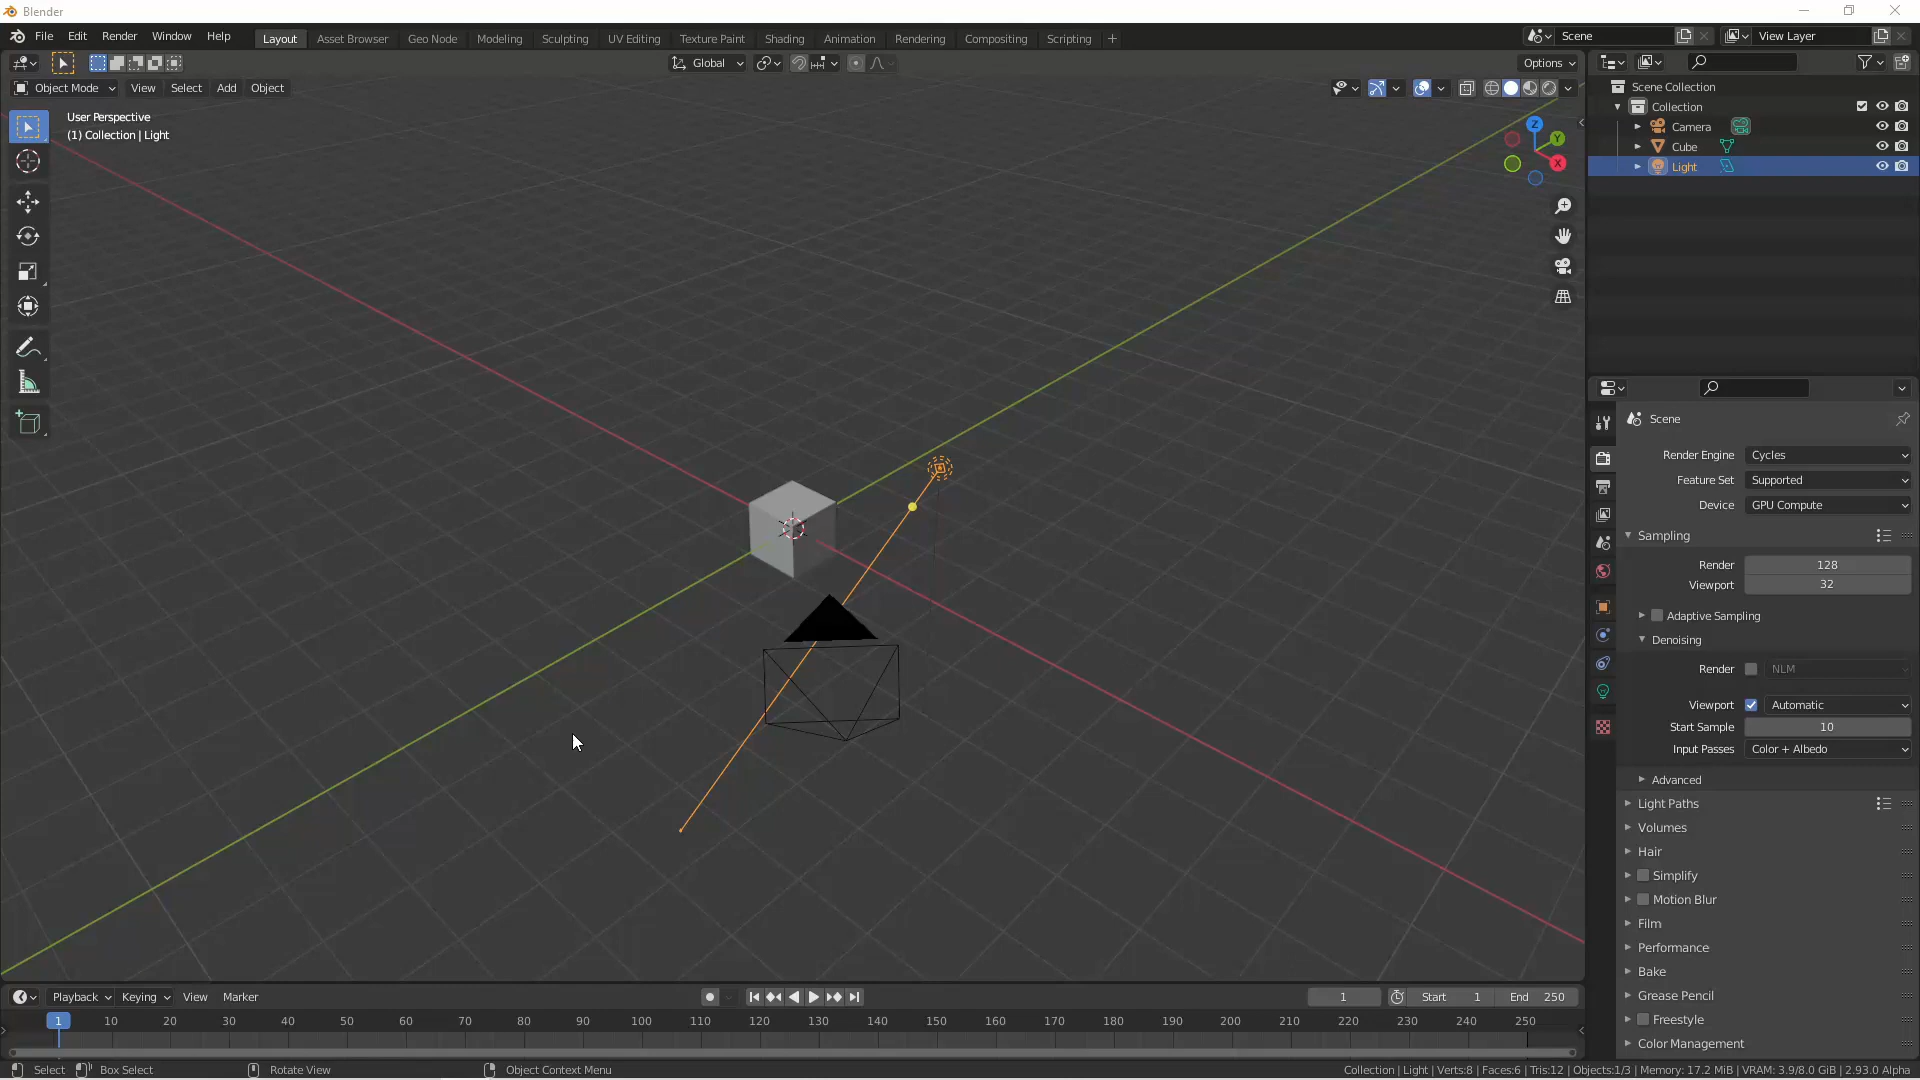 Blender
File Edit Render Window Help
Layout Asset Browser Geo Node Modeling Sculpting UV Editing Texture Paint Shading Animation Rendering Compositing Scripting +
Scene
View Layer
Global
Options
Object Mode View Select Add Object
User Perspective
(1) Collection | Light
Z
Y
X
Scene Collection
Collection
Camera
Cube
Light
Scene
Render Engine Cycles
Feature Set Supported
Device GPU Compute
Sampling
Render 128
Viewport 32
Adaptive Sampling
Denoising
Render NLM
Viewport Automatic
Start Sample 10
Input Passes Color + Albedo
Advanced
Light Paths
Volumes
Hair
Simplify
Motion Blur
Film
Performance
Bake
Grease Pencil
Freestyle
Color Management
Playback Keying View Marker
1 Start 1 End 250
1 10 20 30 40 50 60 70 80 90 100 110 120 130 140 150 160 170 180 190 200 210 220 230 240 250
Select Box Select Rotate View Object Context Menu
Collection | Light | Verts:8 | Faces:6 | Tris:12 | Objects:1/3 | Memory: 17.2 MiB | VRAM: 3.9/8.0 GiB | 2.93.0 Alpha